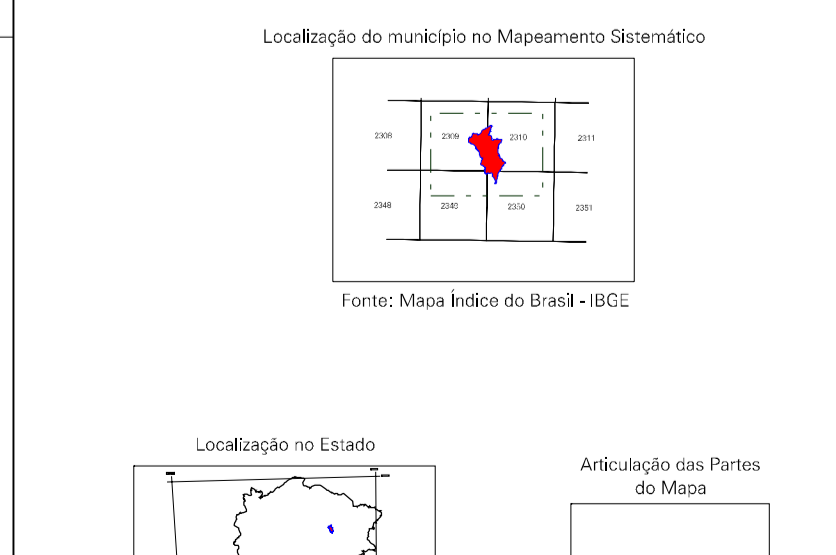 Localização do município no Mapeamento Sistemático
2308 2309 2310 2311
2348 2349 2350 2351
Fonte: Mapa Índice do Brasil - IBGE
Localização no Estado
Articulação das Partes
do Mapa